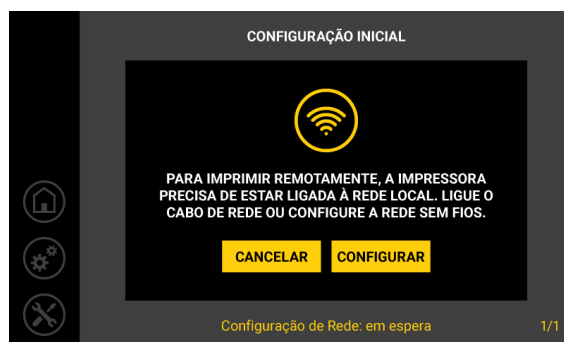 CONFIGURAÇÃO INICIAL
PARA IMPRIMIR REMOTAMENTE, A IMPRESSORA
PRECISA DE ESTAR LIGADA À REDE LOCAL. LIGUE O
CABO DE REDE OU CONFIGURE A REDE SEM FIOS.
CANCELAR CONFIGURAR
Configuração de Rede: em espera 1/1